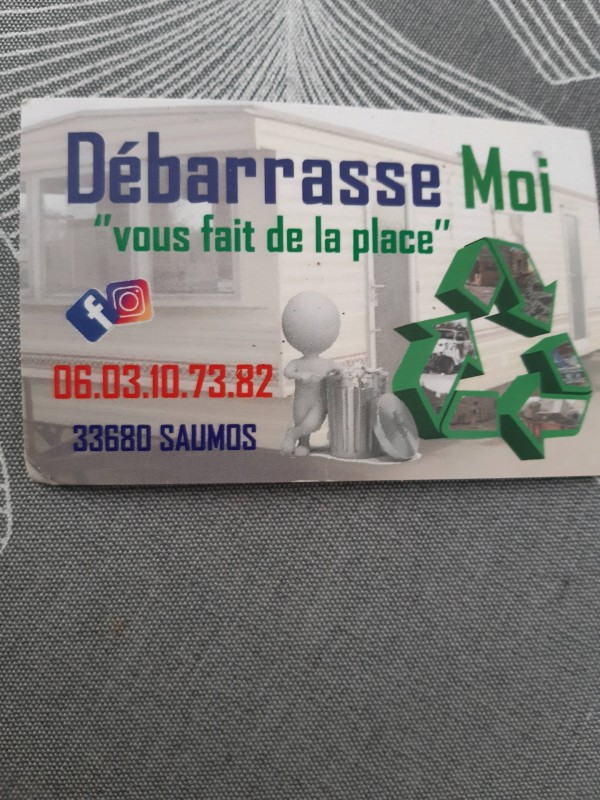 Débarrasse Moi
"vous fait de la place"
06.03.10.73.82
33680 SAUMOS